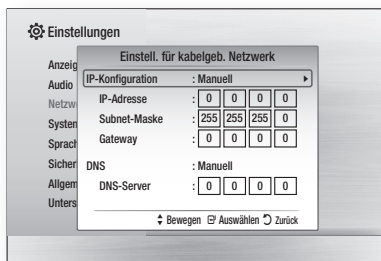 Einstellungen
Einstell. für kabelgeb. Netzwerk
Anzeig
IP-Konfiguration : Manuell
Audio
IP-Adresse : 0 0 0 0
Netzw
Subnet-Maske : 255 255 255 0
System
Gateway : 0 0 0 0
Sprach
DNS : Manuell
Sicher
DNS-Server : 0 0 0 0
Allgem
Unters
Bewegen Auswählen Zurück